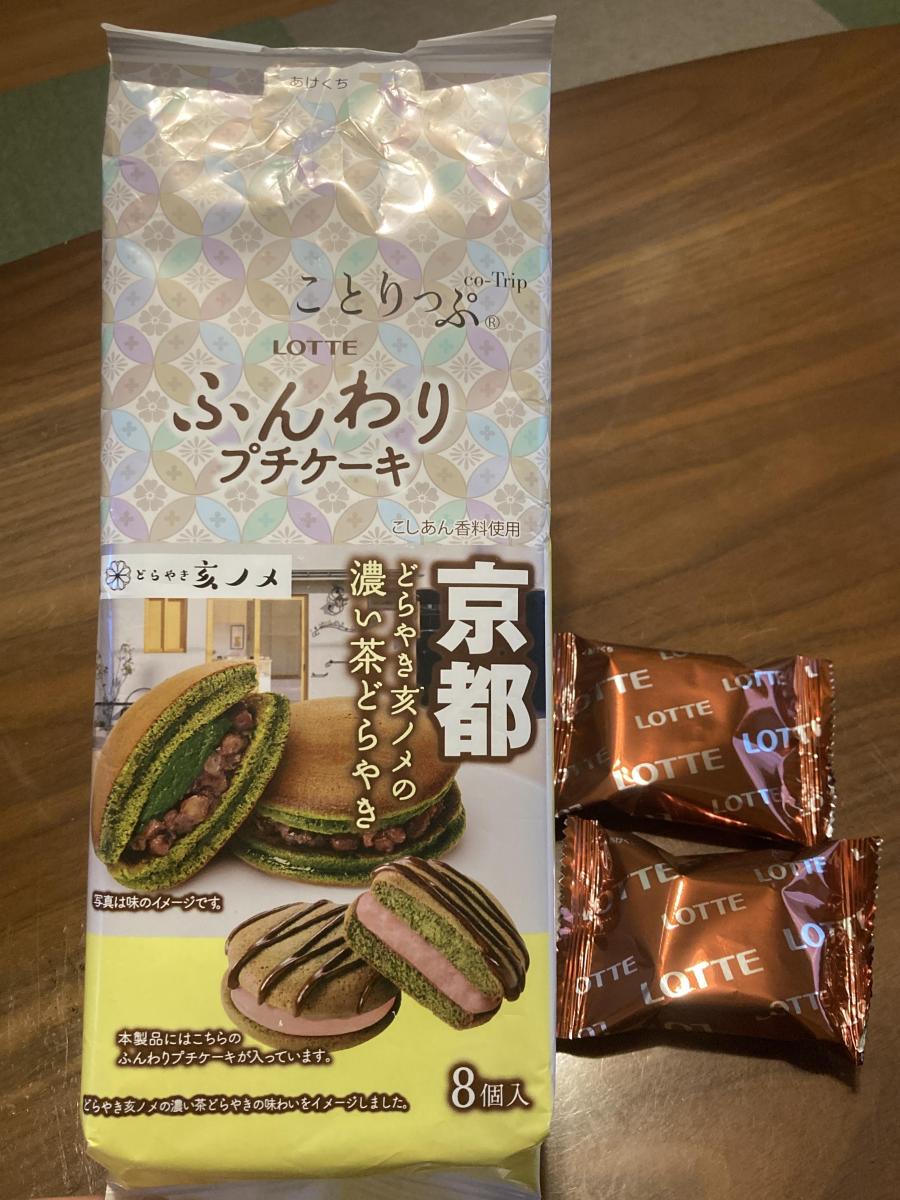 あけくち
co-Trip
ことりっぷ®
LOTTE
ふんわり
プチケーキ
こしあん香料使用
どらやき 亥ノメ
京都
どらやき亥ノメの
濃い茶どらやき
写真は味のイメージです。
本製品にはこちらの
ふんわりプチケーキが入っています。
8個入
どらやき亥ノメの濃い茶どらやきの味わいをイメージしました。
LOTTE
LOTTE
LOTTE
LOTTE
LOTTE
LOTTE
LOTTE
LOTTE
LOTTE